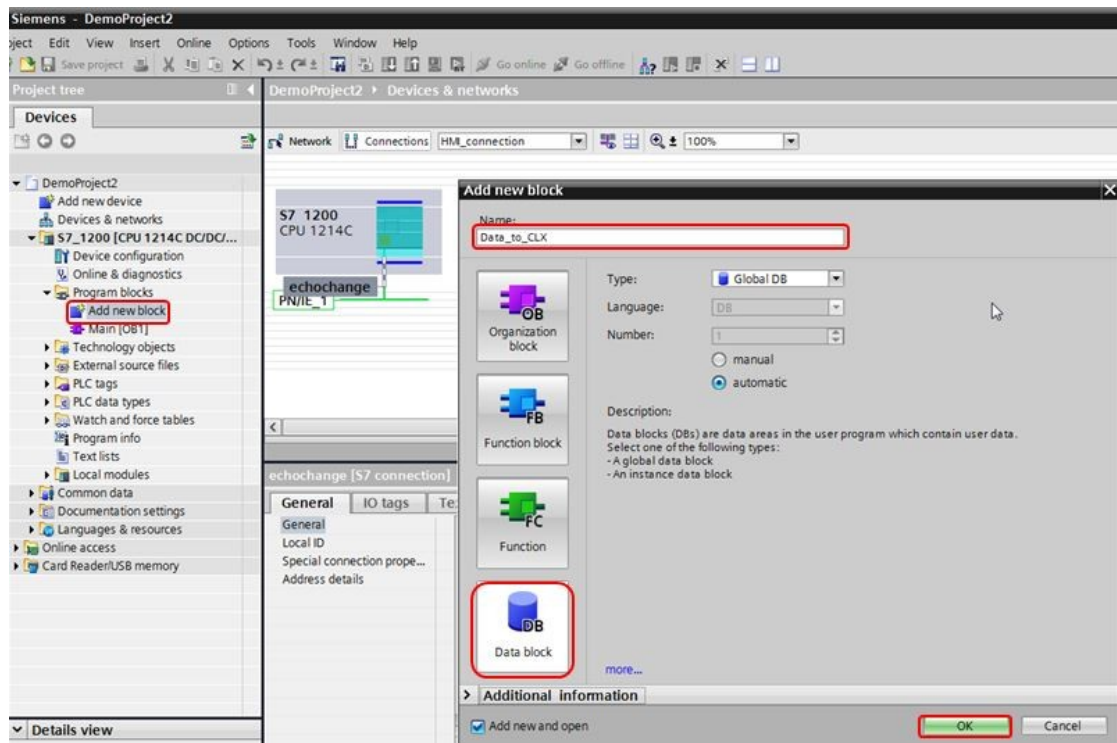 Siemens - DemoProject2
ject Edit View Insert Online Options Tools Window Help
Save project Go online Go offline
Project tree
DemoProject2 Devices & networks
Devices
Network Connections HMI_connection 100%
DemoProject2
Add new device
Devices & networks
S7_1200 [CPU 1214C DC/DC/...
Device configuration
Online & diagnostics
Program blocks
Add new block
Main [OB1]
Technology objects
External source files
PLC tags
PLC data types
Watch and force tables
Program info
Text lists
Local modules
Common data
Documentation settings
Languages & resources
Online access
Card Reader/USB memory
Details view
S7 1200
CPU 1214C
echochange
PN/IE_1
echochange [S7 connection]
General IO tags Te
General
Local ID
Special connection prope...
Address details
Add new block
Name:
Data_to_CLX
OB
Organization
block
FB
Function block
FC
Function
DB
Data block
Type: Global DB
Language: DB
Number: 1
manual
automatic
Description:
Data blocks (DBs) are data areas in the user program which contain user data.
Select one of the following types:
- A global data block
- An instance data block
more...
Additional information
Add new and open
OK Cancel